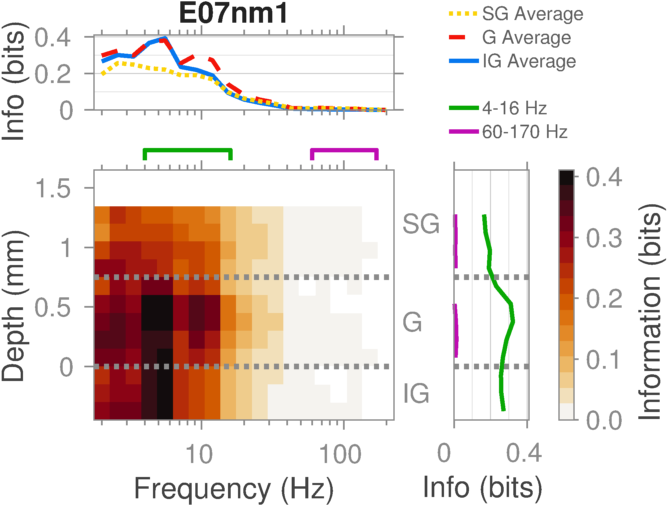 E07nm1
SG Average
G Average
IG Average
4-16 Hz
60-170 Hz
Info (bits)
0.4
0.2
0
Depth (mm)
1.5
1
0.5
0
10
100
Frequency (Hz)
SG
G
IG
0
0.4
Info (bits)
0.4
0.3
0.2
0.1
0.0
Information (bits)